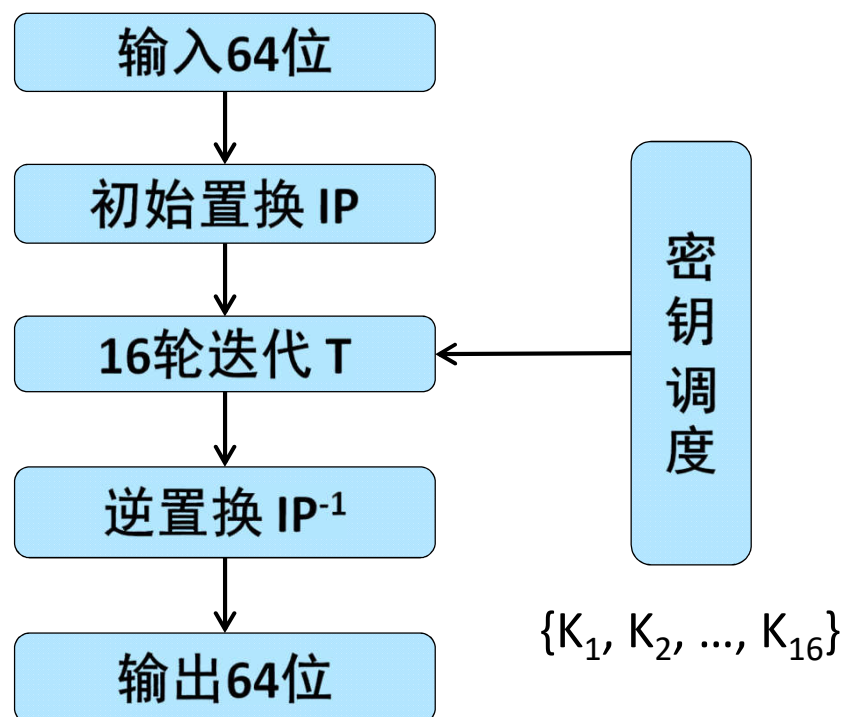 输入64位
初始置换 IP
16轮迭代 T
逆置换 IP⁻¹
输出64位
密
钥
调
度
{K₁, K₂, ..., K₁₆}